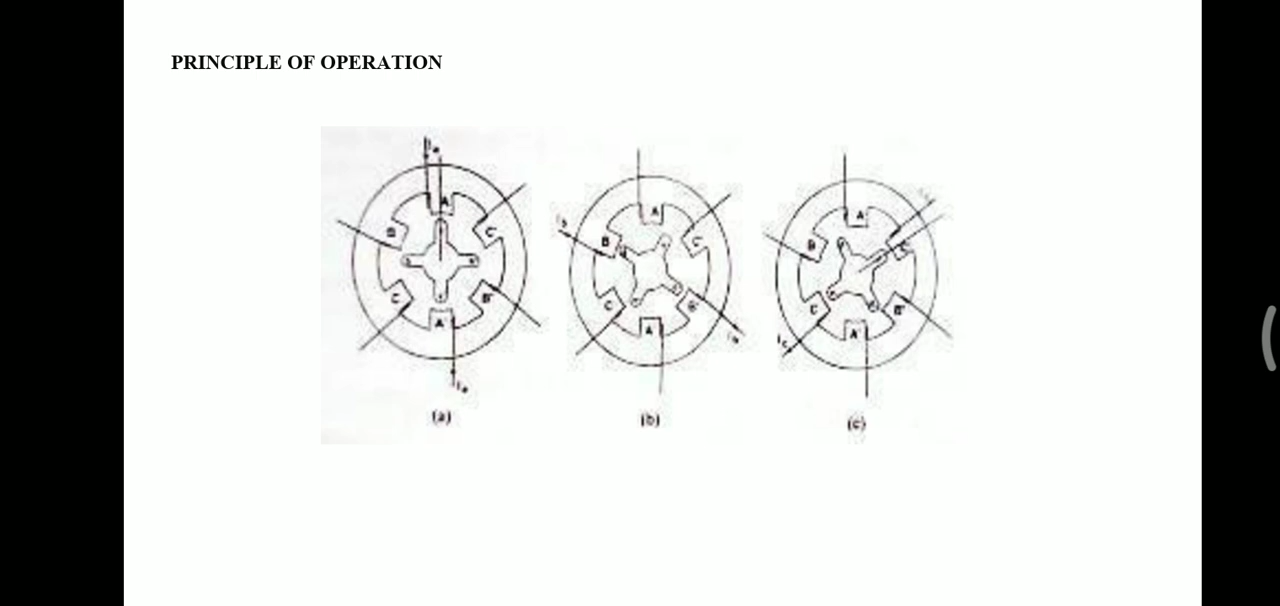 PRINCIPLE OF OPERATION
A
B
C'
C
B'
A'
(a)
A
B
C'
C
B'
A'
(b)
A
B
C'
B'
A'
(c)